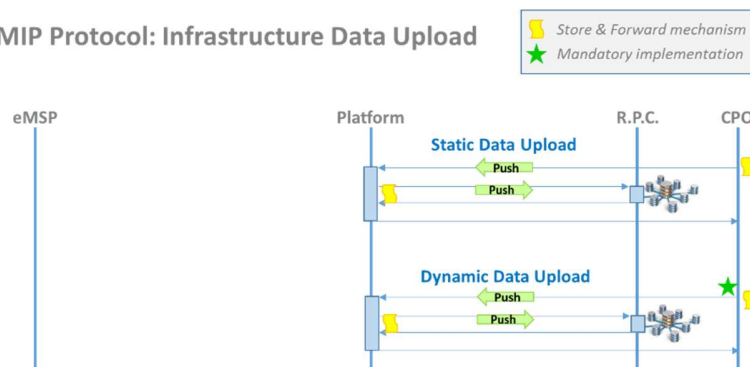 MIP Protocol: Infrastructure Data Upload
Store & Forward mechanism
Mandatory implementation
eMSP
Platform
R.P.C.
CPO
Static Data Upload
Push
Push
Dynamic Data Upload
Push
Push